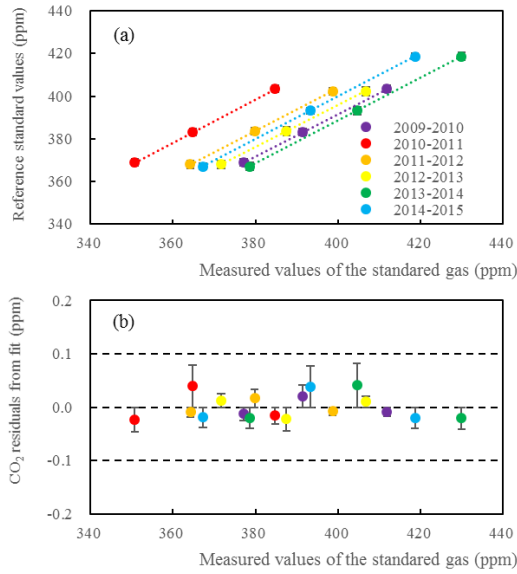 Reference standard values (ppm)
(a)
440
420
400
380
360
340
2009-2010
2010-2011
2011-2012
2012-2013
2013-2014
2014-2015
340 360 380 400 420 440
Measured values of the standared gas (ppm)
CO₂ residuals from fit (ppm)
(b)
0.2
0.1
0.0
-0.1
-0.2
340 360 380 400 420 440
Measured values of the standared gas (ppm)